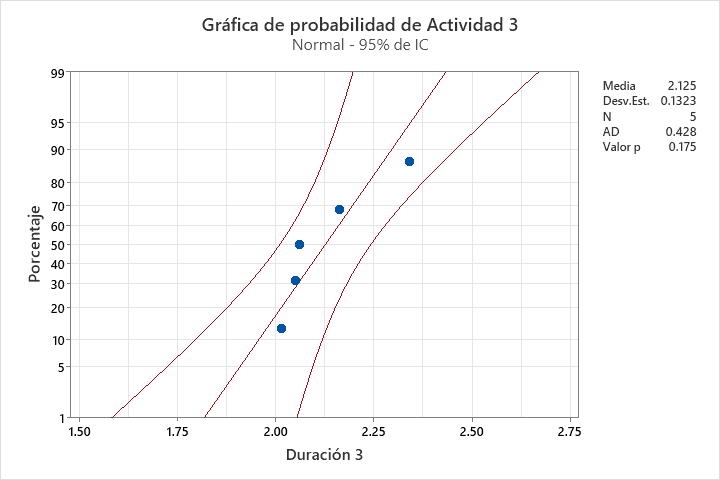 Gráfica de probabilidad de Actividad 3
Normal - 95% de IC
99
95
90
80
70
60
50
40
30
20
10
5
1
Porcentaje
1.50 1.75 2.00 2.25 2.50 2.75
Duración 3
Media 2.125
Desv.Est. 0.1323
N 5
AD 0.428
Valor p 0.175